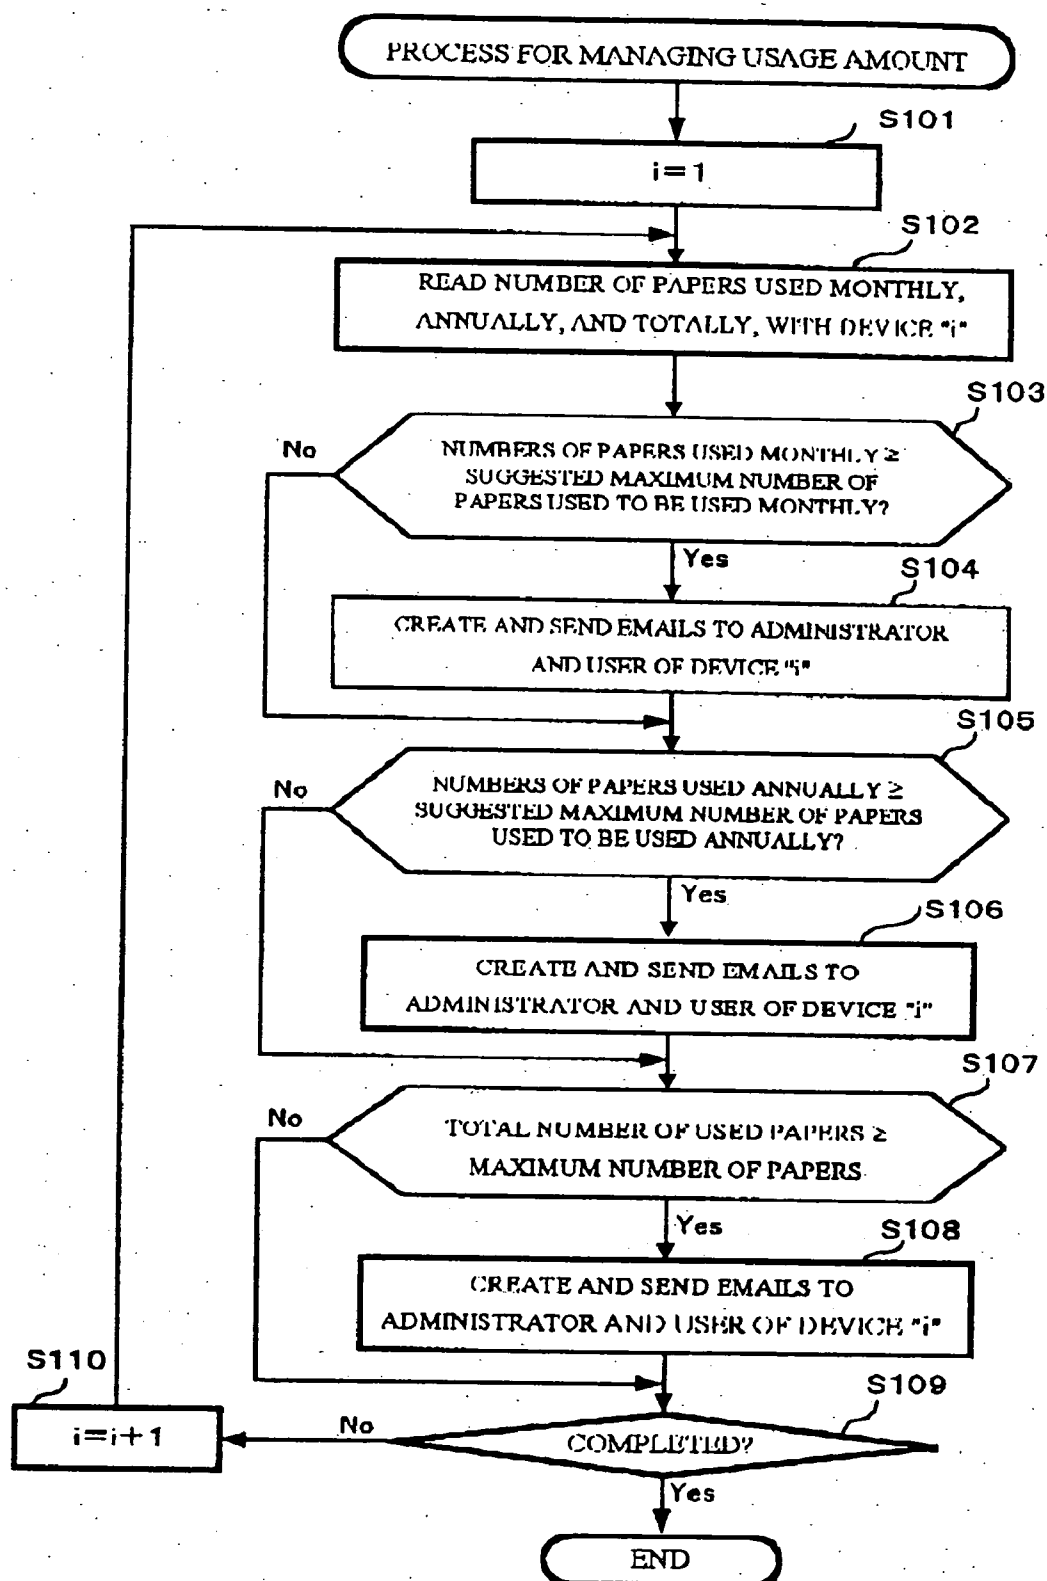 PROCESS FOR MANAGING USAGE AMOUNT
S101
i=1
S102
READ NUMBER OF PAPERS USED MONTHLY,
ANNUALLY, AND TOTALLY, WITH DEVICE "i"
S103
No
NUMBERS OF PAPERS USED MONTHLY ≥
SUGGESTED MAXIMUM NUMBER OF
PAPERS USED TO BE USED MONTHLY?
Yes
S104
CREATE AND SEND EMAILS TO ADMINISTRATOR
AND USER OF DEVICE "i"
S105
No
NUMBERS OF PAPERS USED ANNUALLY ≥
SUGGESTED MAXIMUM NUMBER OF PAPERS
USED TO BE USED ANNUALLY?
Yes
S106
CREATE AND SEND EMAILS TO
ADMINISTRATOR AND USER OF DEVICE "i"
S107
No
TOTAL NUMBER OF USED PAPERS ≥
MAXIMUM NUMBER OF PAPERS
Yes
S108
CREATE AND SEND EMAILS TO
ADMINISTRATOR AND USER OF DEVICE "i"
S110
S109
i=i+1
No
COMPLETED?
Yes
END